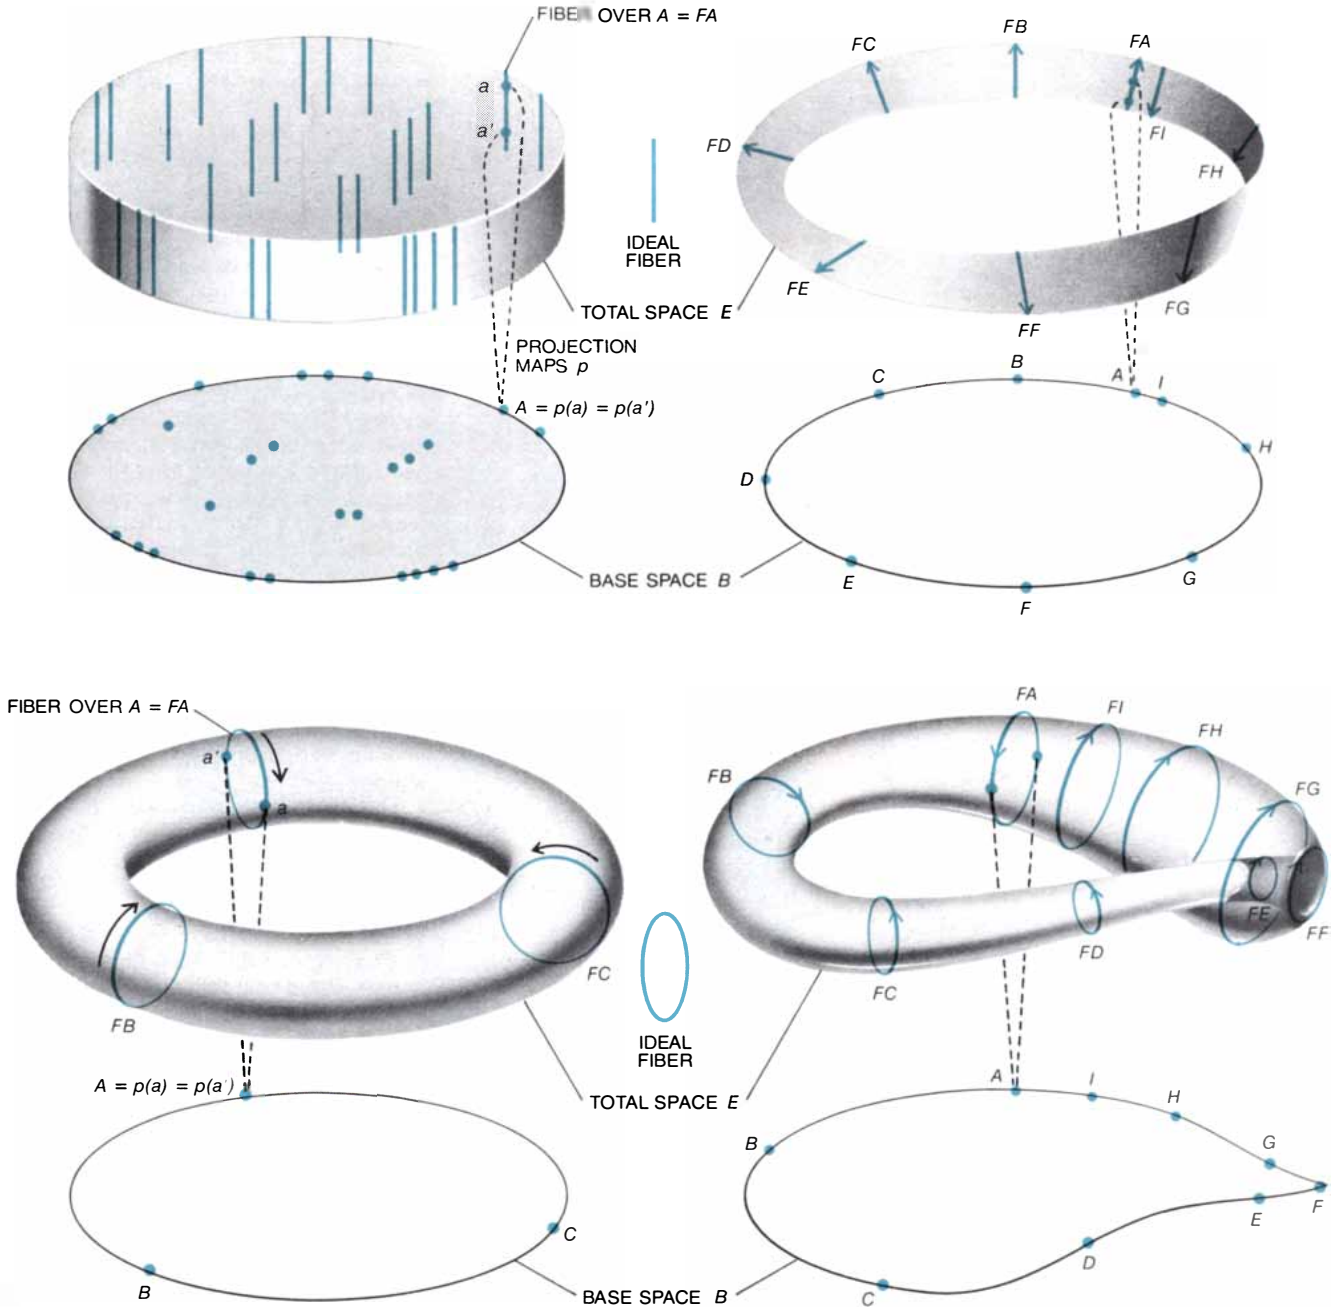 FIBER OVER A = FA
a
a'
IDEAL
FIBER
TOTAL SPACE E
PROJECTION
MAPS p
A = p(a) = p(a')
BASE SPACE B
FA
FB
FC
FD
FE
FF
FG
FH
FI
A
B
C
D
E
F
G
H
I
FIBER OVER A = FA
a'
a
FB
FC
IDEAL
FIBER
A = p(a) = p(a')
TOTAL SPACE E
B
C
BASE SPACE B
FA
FI
FH
FG
FB
FC
FD
FE
FF
A
I
H
G
F
E
D
C
B